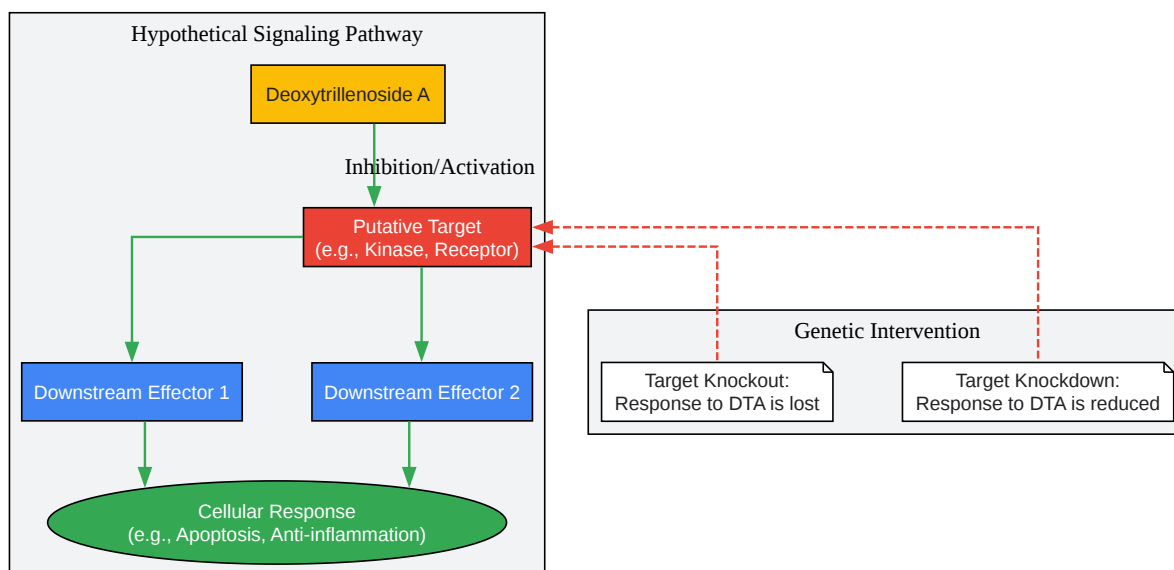 Hypothetical Signaling Pathway
Deoxytrillenoside A
Inhibition/Activation
Putative Target
(e.g., Kinase, Receptor)
Genetic Intervention
Downstream Effector 1
Downstream Effector 2
Target Knockout:
Response to DTA is lost
Target Knockdown:
Response to DTA is reduced
Cellular Response
(e.g., Apoptosis, Anti-inflammation)